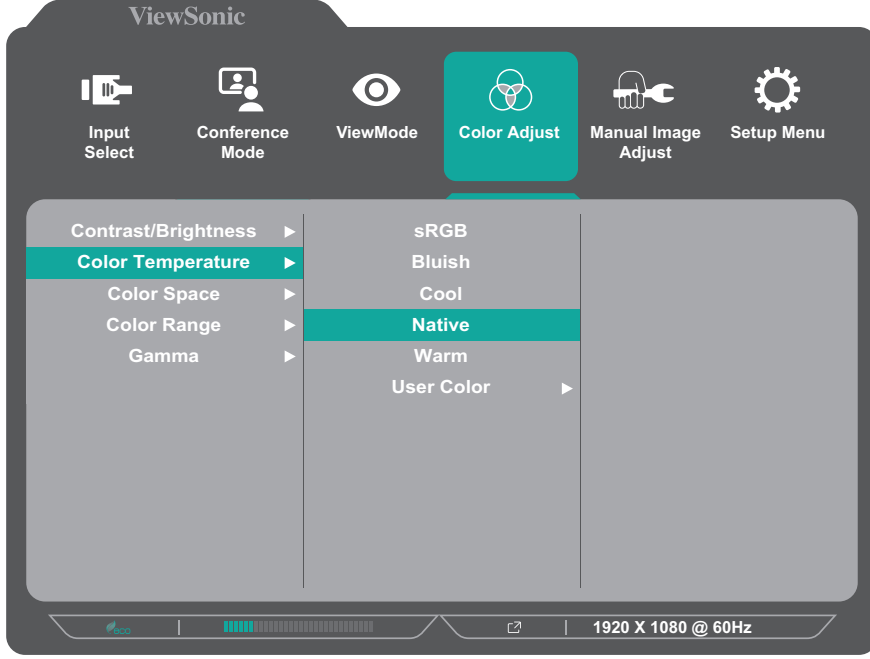 ViewSonic
Input
Select
Conference
Mode
ViewMode
Color Adjust
Manual Image
Adjust
Setup Menu
Contrast/Brightness
Color Temperature
Color Space
Color Range
Gamma
sRGB
Bluish
Cool
Native
Warm
User Color
eco
1920 X 1080 @ 60Hz